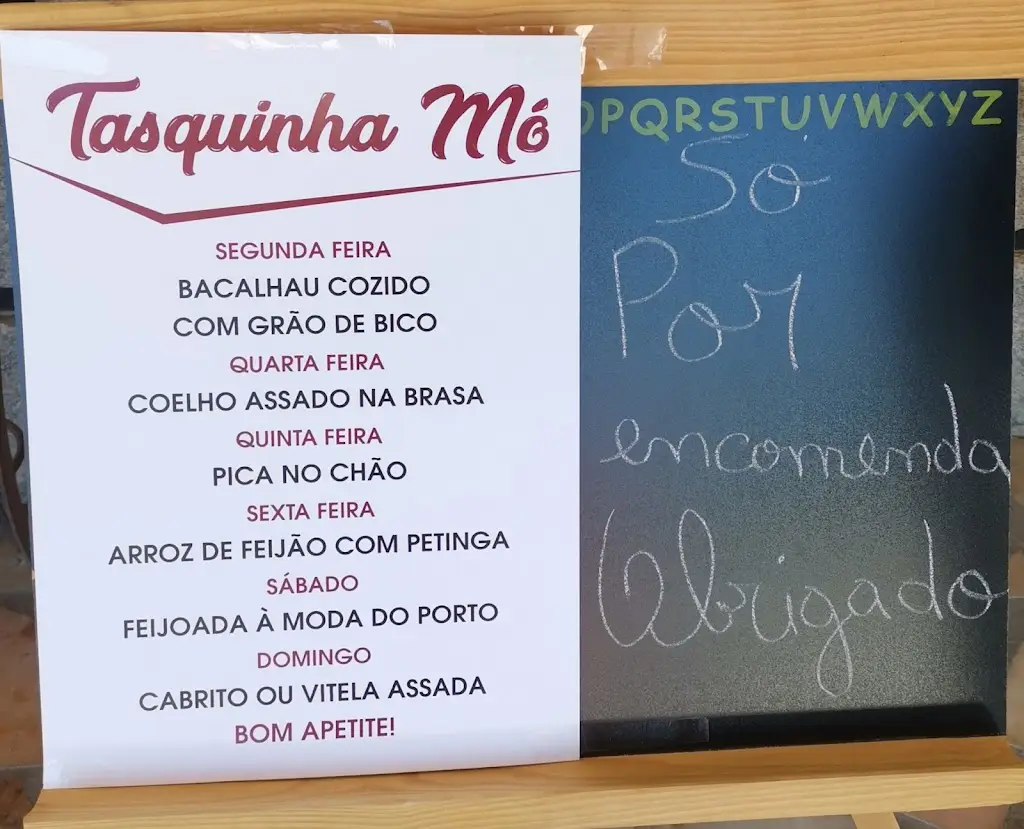 Tasquinha Mó
SEGUNDA FEIRA
BACALHAU COZIDO
COM GRÃO DE BICO
QUARTA FEIRA
COELHO ASSADO NA BRASA
QUINTA FEIRA
PICA NO CHÃO
SEXTA FEIRA
ARROZ DE FEIJÃO COM PETINGA
SÁBADO
FEIJOADA À MODA DO PORTO
DOMINGO
CABRITO OU VITELA ASSADA
BOM APETITE!
OPQRSTUVWXYZ
Só
Por
encomenda
Obrigado